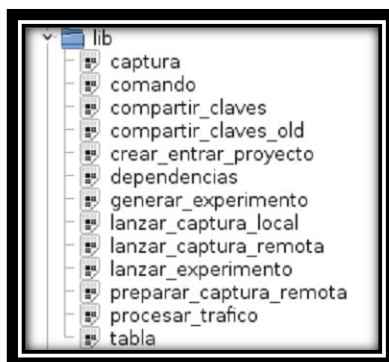 lib
captura
comando
compartir_claves
compartir_claves_old
crear_entrar_proyecto
dependencias
generar_experimento
lanzar_captura_local
lanzar_captura_remota
lanzar_experimento
preparar_captura_remota
procesar_trafico
tabla